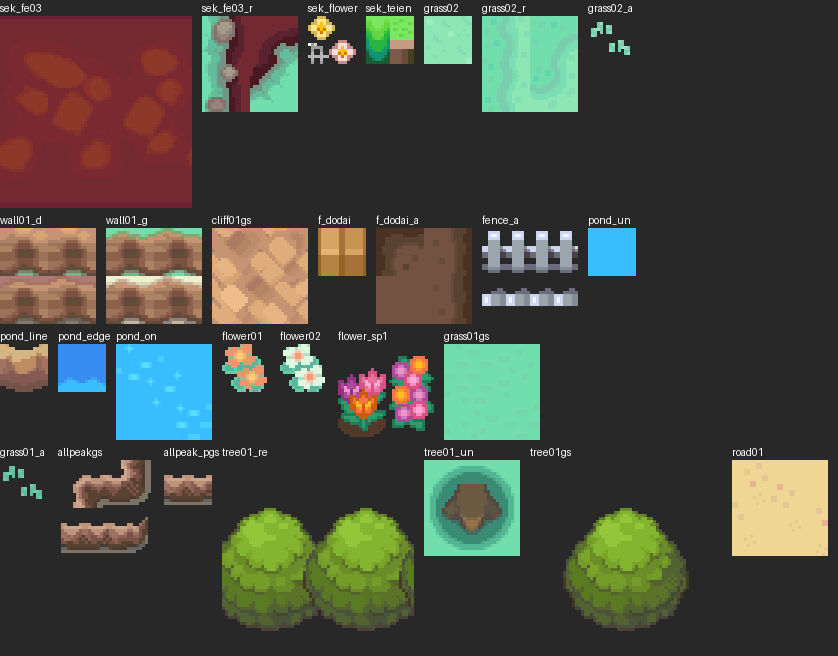 sek_fe03 sek_fe03_r sek_flower sek_teien grass02 grass02_r grass02_a
wall01_d wall01_g cliff01gs f_dodai f_dodai_a fence_a pond_un
pond_line pond_edge pond_on flower01 flower02 flower_sp1 grass01gs
grass01_a allpeakgs allpeak_pgs tree01_re tree01_un tree01gs road01